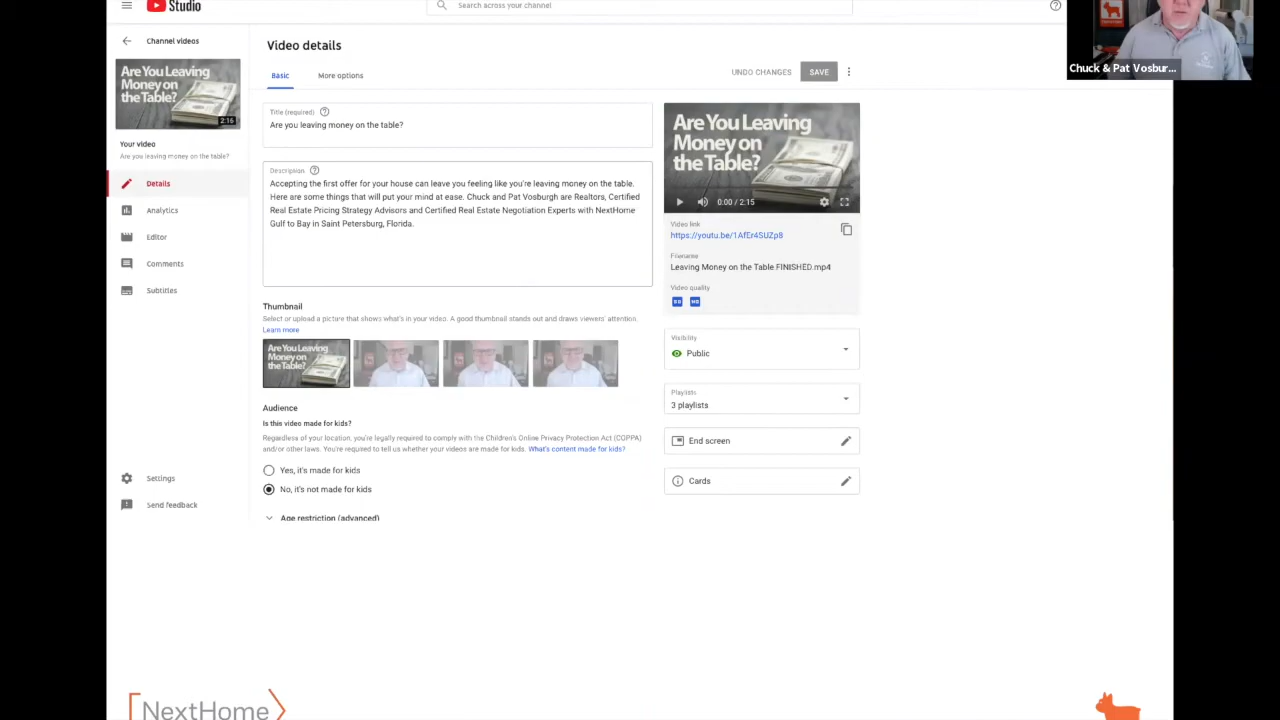 Studio
Search across your channel
Chuck & Pat Vosbur...
Channel videos
Are You Leaving
Money on
the Table?
2:16
Your video
Are you leaving money on the table?
Details
Analytics
Editor
Comments
Subtitles
Settings
Send feedback
Video details
Basic
More options
UNDO CHANGES
SAVE
Title (required)
Are you leaving money on the table?
Description
Accepting the first offer for your house can leave you feeling like you're leaving money on the table.
Here are some things that will put your mind at ease. Chuck and Pat Vosburgh are Realtors, Certified
Real Estate Pricing Strategy Advisors and Certified Real Estate Negotiation Experts with NextHome
Gulf to Bay in Saint Petersburg, Florida.
Thumbnail
Select or upload a picture that shows what's in your video. A good thumbnail stands out and draws viewers' attention.
Learn more
Are You Leaving
Money on
the Table?
Audience
Is this video made for kids?
Regardless of your location, you're legally required to comply with the Children's Online Privacy Protection Act (COPPA)
and/or other laws. You're required to tell us whether your videos are made for kids. What's content made for kids?
Yes, it's made for kids
No, it's not made for kids
Age restriction (advanced)
Are You Leaving
Money on
the Table?
0:00 / 2:15
Video link
https://youtu.be/1AfEr4SUZp8
Filename
Leaving Money on the Table FINISHED.mp4
Video quality
SD HD
Visibility
Public
Playlists
3 playlists
End screen
Cards
NextHome